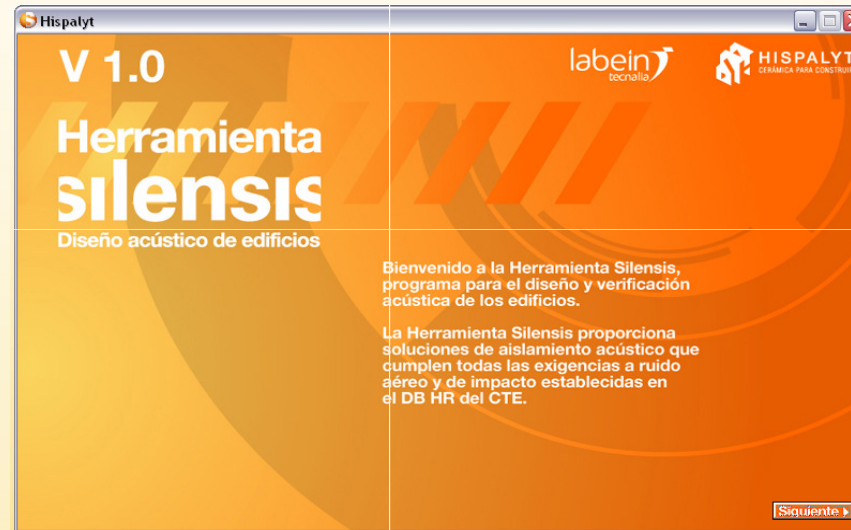 Hispalyt
V 1.0
labein
tecnalia
HISPALYT
CERÁMICA PARA CONSTRUIR
Herramienta
silensis
Diseño acústico de edificios
Bienvenido a la Herramienta Silensis,
programa para el diseño y verificación
acústica de los edificios.
La Herramienta Silensis proporciona
soluciones de aislamiento acústico que
cumplen todas las exigencias a ruido
aéreo y de impacto establecidas en
el DB HR del CTE.
Siguiente